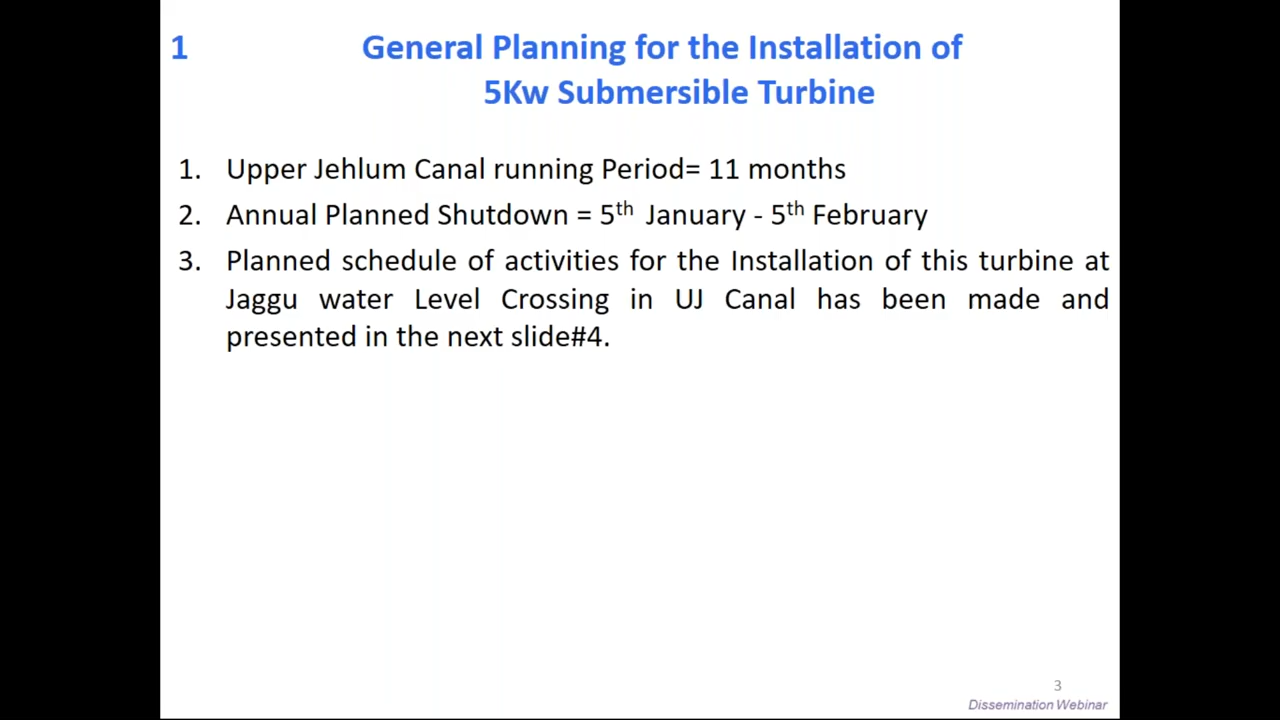 1 General Planning for the Installation of
5Kw Submersible Turbine
1. Upper Jehlum Canal running Period= 11 months
2. Annual Planned Shutdown = 5th January - 5th February
3. Planned schedule of activities for the Installation of this turbine at
Jaggu water Level Crossing in UJ Canal has been made and
presented in the next slide#4.
3
Dissemination Webinar